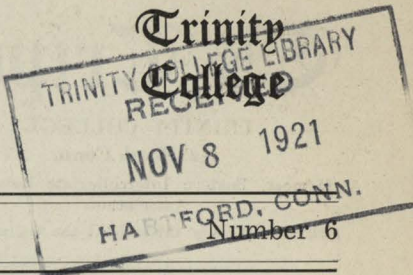 Trinity
College
TRINITY COLLEGE LIBRARY
RECEIVED
NOV 8 1921
HARTFORD, CONN.
Number 6